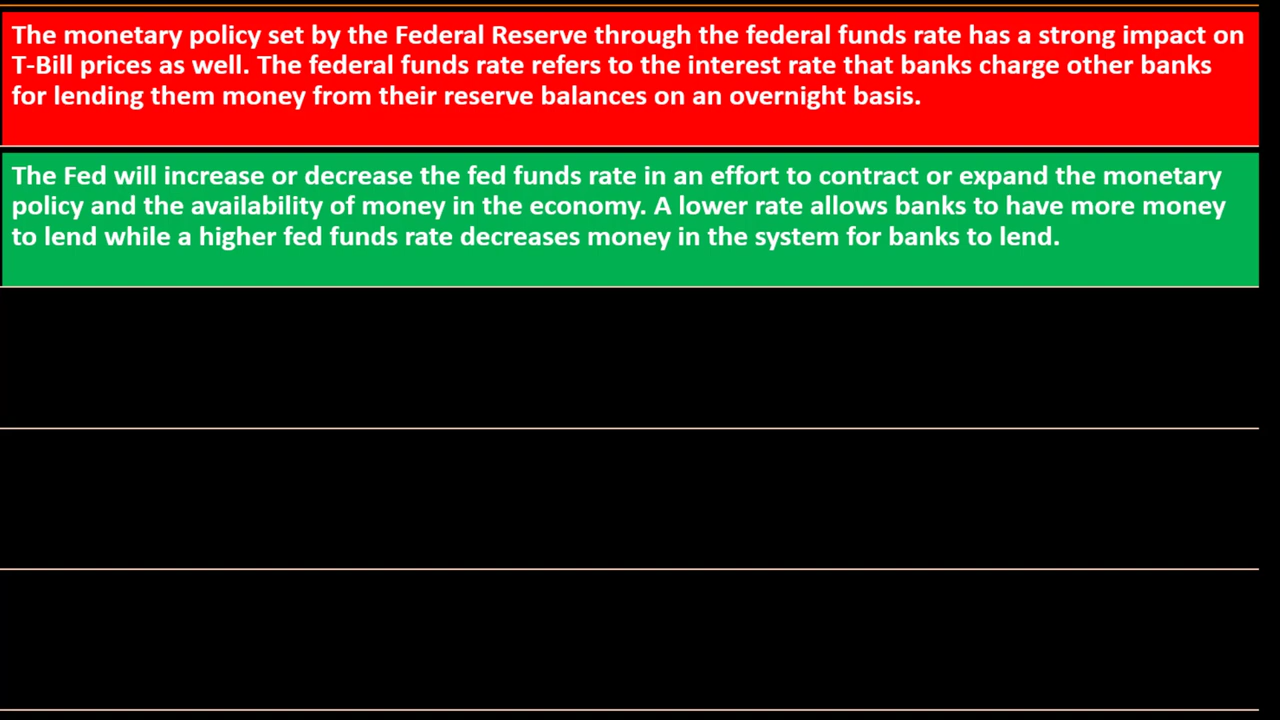 The monetary policy set by the Federal Reserve through the federal funds rate has a strong impact on
T-Bill prices as well. The federal funds rate refers to the interest rate that banks charge other banks
for lending them money from their reserve balances on an overnight basis.
The Fed will increase or decrease the fed funds rate in an effort to contract or expand the monetary
policy and the availability of money in the economy. A lower rate allows banks to have more money
to lend while a higher fed funds rate decreases money in the system for banks to lend.